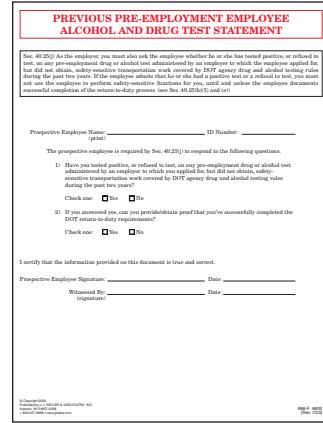 PREVIOUS PRE-EMPLOYMENT EMPLOYEE
ALCOHOL AND DRUG TEST STATEMENT
Sec. 40.25(j) As the employer, you must also ask the employee whether he or she has tested positive, or refused to
test, on any pre-employment drug or alcohol test administered by an employer to which the employee applied for,
but did not obtain, safety-sensitive transportation work covered by DOT agency drug and alcohol testing rules
during the past two years. If the employee admits that he or she had a positive test or a refusal to test, you must
not use the employee to perform safety-sensitive functions for you, until and unless the employee documents
successful completion of the return-to-duty process. (see Sec. 40.25(b)(5) and (e))
Prospective Employee Name: ID Number:
(print)
The prospective employee is required by Sec. 40.25(j) to respond to the following questions.
1) Have you tested positive, or refused to test, on any pre-employment drug or alcohol test
administered by an employer to which you applied for, but did not obtain, safety-
sensitive transportation work covered by DOT agency drug and alcohol testing rules
during the past two years?
Check one: Yes No
2) If you answered yes, can you provide/obtain proof that you've successfully completed the
DOT return-to-duty requirements?
Check one: Yes No
I certify that the information provided on this document is true and correct.
Prospective Employee Signature: Date:
Witnessed By: Date:
(signature)
© Copyright 2003
Published by J. J. KELLER & ASSOCIATES, INC.
Neenah, WI